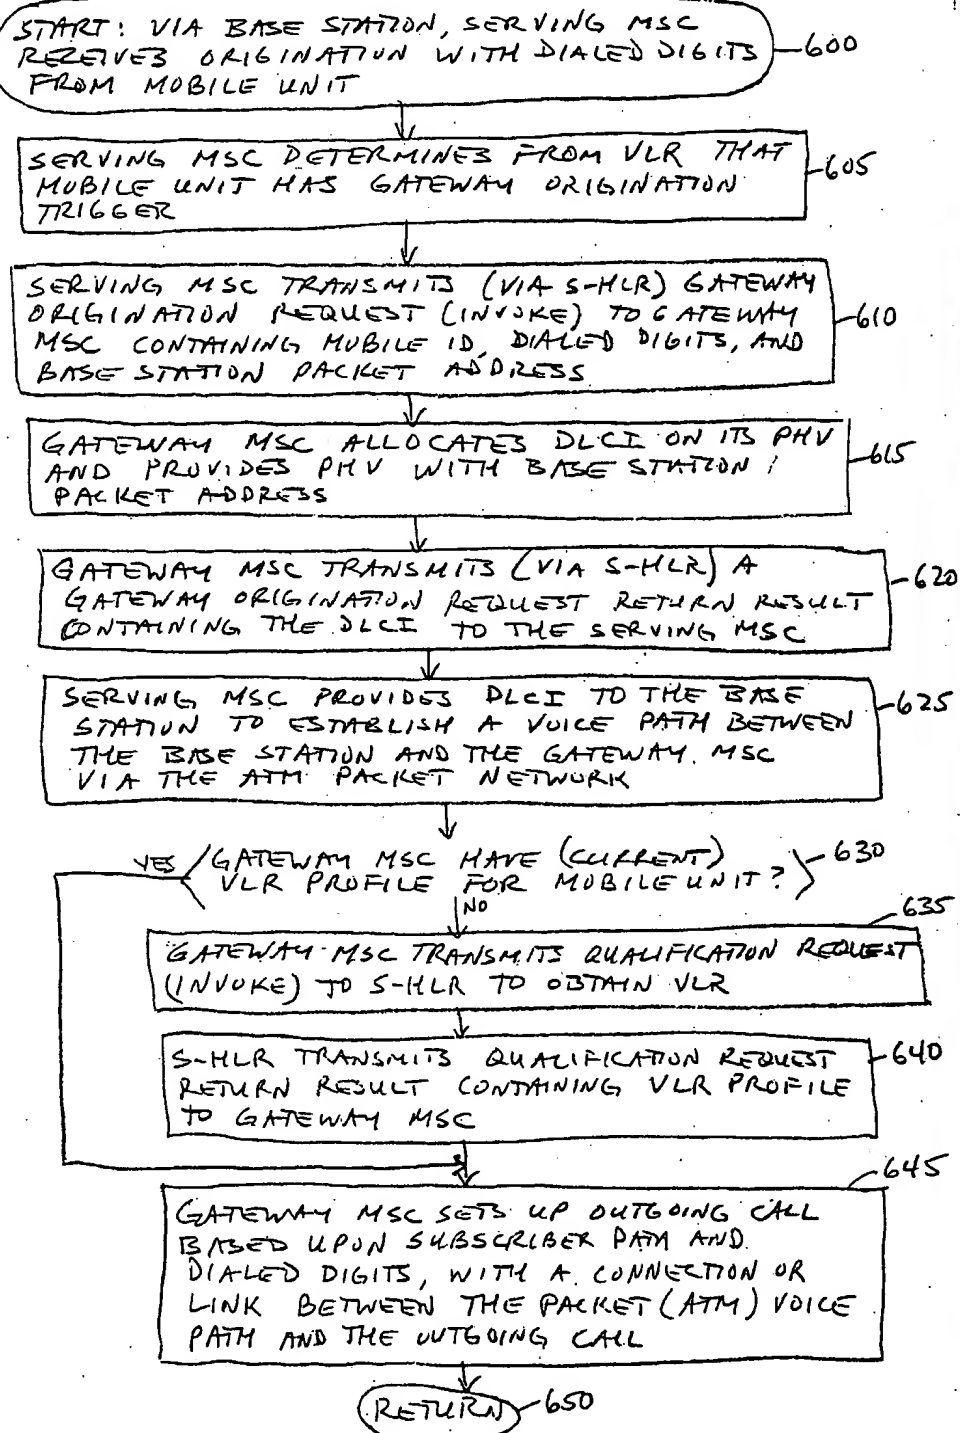 START: VIA BASE STATION, SERVING MSC
RECEIVES ORIGINATION WITH DIALED DIGITS
FROM MOBILE UNIT
600
SERVING MSC DETERMINES FROM VLR THAT
MOBILE UNIT HAS GATEWAY ORIGINATION
TRIGGER
605
SERVING MSC TRANSMITS (VIA S-HLR) GATEWAY
ORIGINATION REQUEST (INVOKE) TO GATEWAY
MSC CONTAINING MOBILE ID, DIALED DIGITS, AND
BASE STATION PACKET ADDRESS
610
GATEWAY MSC ALLOCATES DLCI ON ITS PHV
AND PROVIDES PHV WITH BASE STATION
PACKET ADDRESS
615
GATEWAY MSC TRANSMITS (VIA S-HLR) A
GATEWAY ORIGINATION REQUEST RETURN RESULT
CONTAINING THE DLCI TO THE SERVING MSC
620
SERVING MSC PROVIDES DLCI TO THE BASE
STATION TO ESTABLISH A VOICE PATH BETWEEN
THE BASE STATION AND THE GATEWAY MSC
VIA THE ATM PACKET NETWORK
625
YES
GATEWAY MSC HAVE (CURRENT)
VLR PROFILE FOR MOBILE UNIT?
630
NO
635
GATEWAY MSC TRANSMITS QUALIFICATION REQUEST
(INVOKE) TO S-HLR TO OBTAIN VLR
S-HLR TRANSMITS QUALIFICATION REQUEST
RETURN RESULT CONTAINING VLR PROFILE
TO GATEWAY MSC
640
645
GATEWAY MSC SETS UP OUTGOING CALL
BASED UPON SUBSCRIBER PATH AND
DIALED DIGITS, WITH A CONNECTION OR
LINK BETWEEN THE PACKET (ATM) VOICE
PATH AND THE OUTGOING CALL
RETURN
650